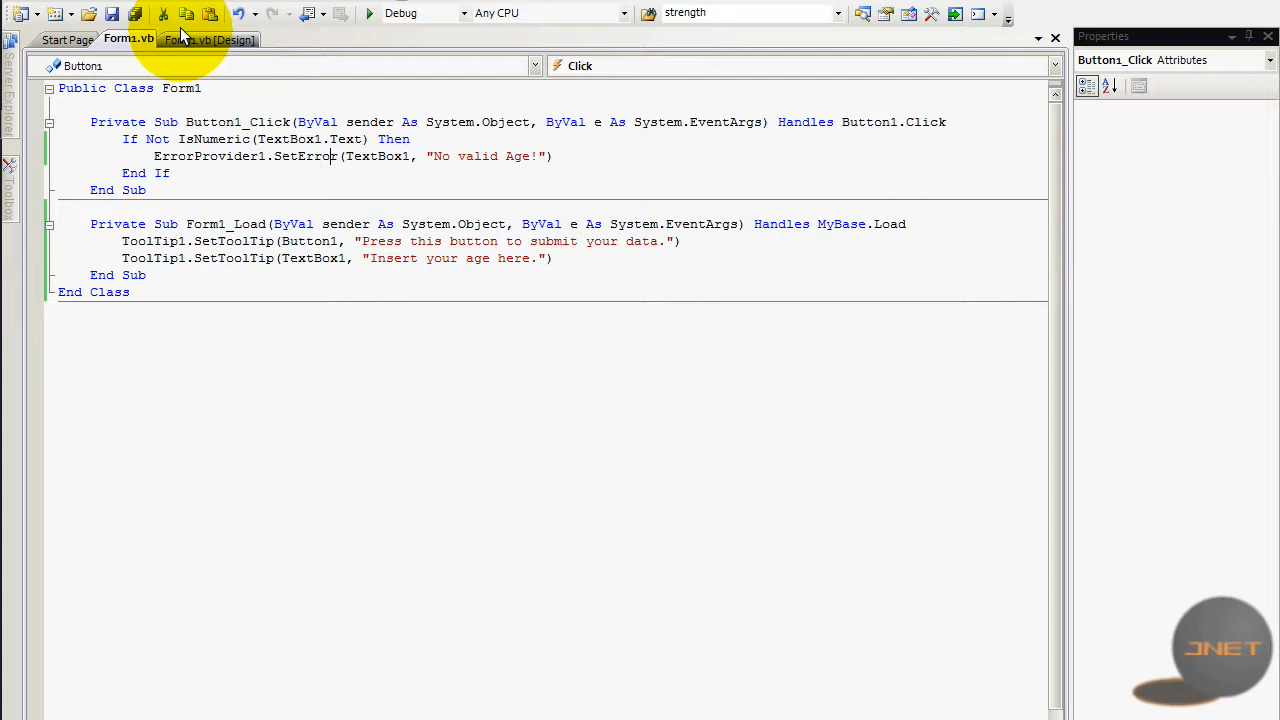 Debug Any CPU strength
Start Page Form1.vb Form1.vb [Design] Properties
Button1 Click Button1_Click Attributes
Server Explorer
Toolbox
Public Class Form1
Private Sub Button1_Click(ByVal sender As System.Object, ByVal e As System.EventArgs) Handles Button1.Click
If Not IsNumeric(TextBox1.Text) Then
ErrorProvider1.SetError(TextBox1, "No valid Age!")
End If
End Sub
Private Sub Form1_Load(ByVal sender As System.Object, ByVal e As System.EventArgs) Handles MyBase.Load
ToolTip1.SetToolTip(Button1, "Press this button to submit your data.")
ToolTip1.SetToolTip(TextBox1, "Insert your age here.")
End Sub
End Class
JNET